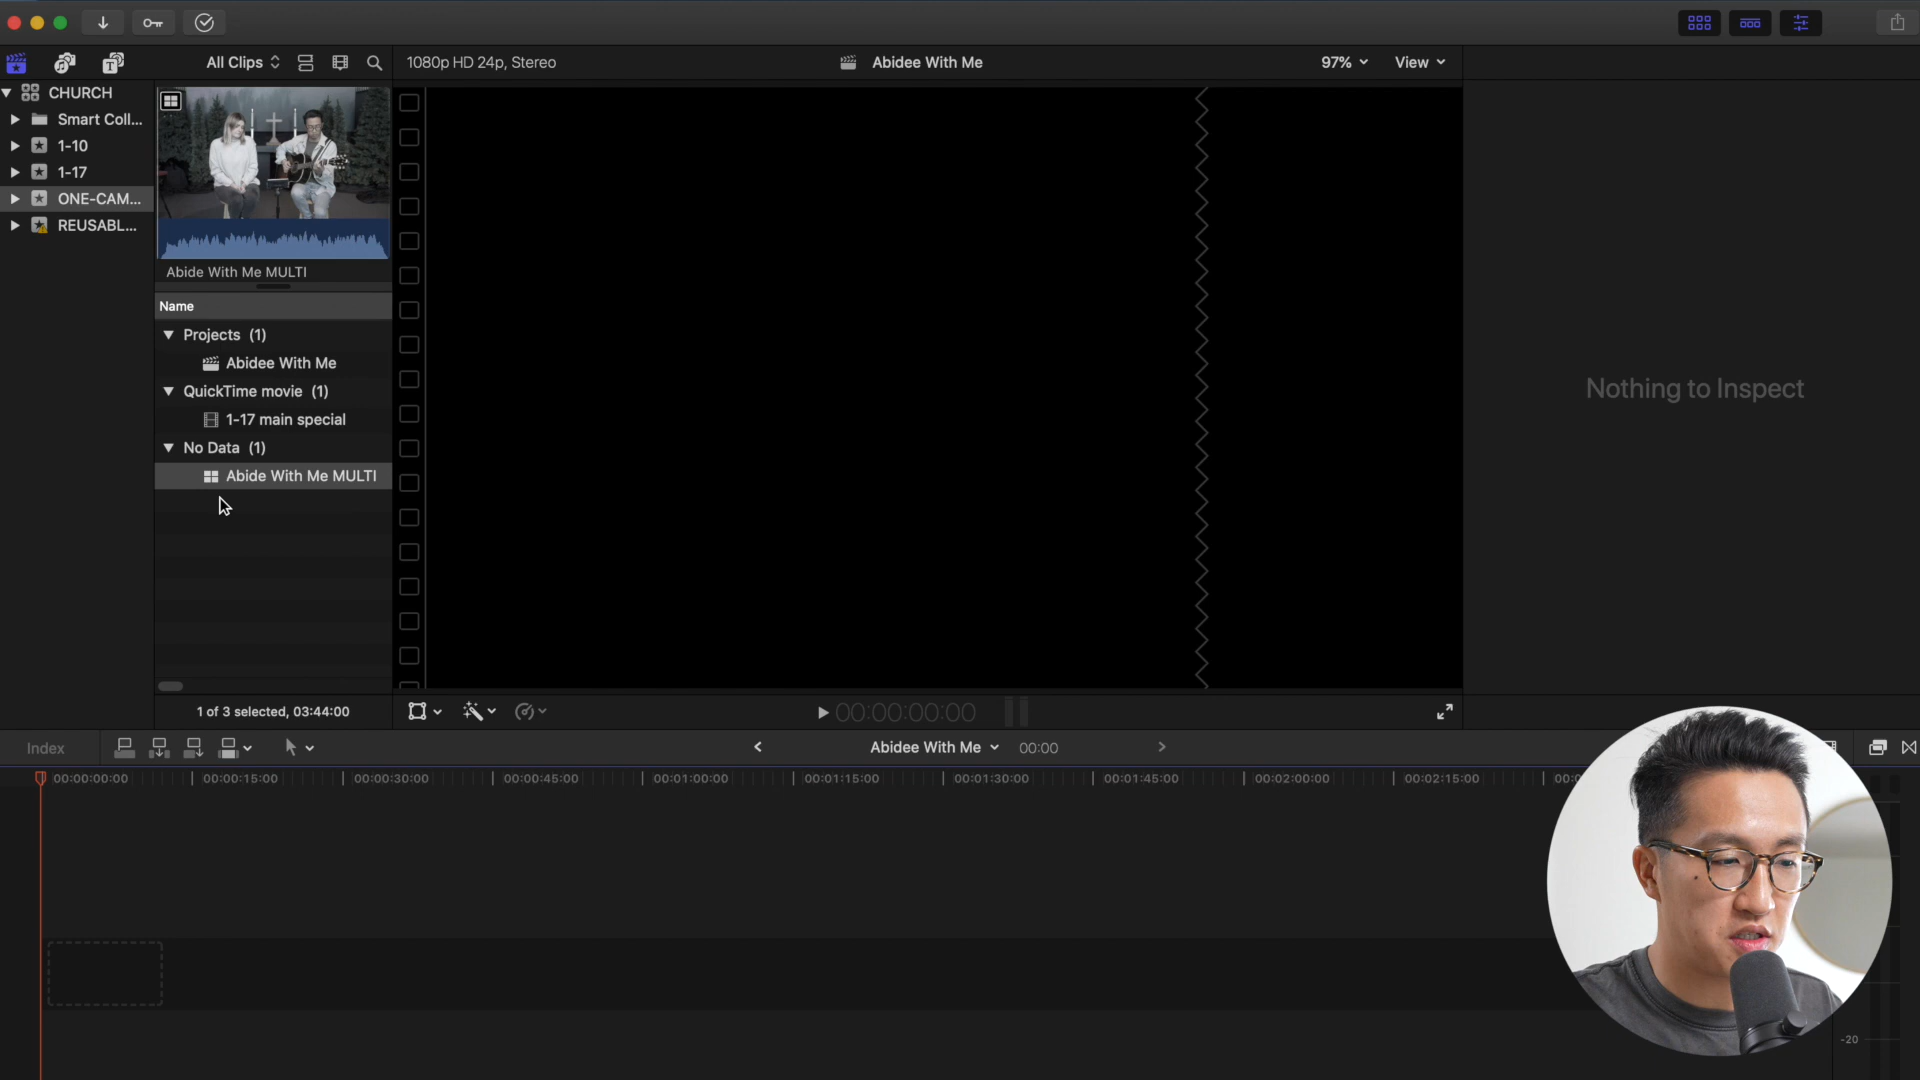 All Clips
1080p HD 24p, Stereo
Abidee With Me
97%
View
CHURCH
Smart Coll...
1-10
1-17
ONE-CAM...
REUSABL...
Abide With Me MULTI
Name
Projects (1)
Abidee With Me
QuickTime movie (1)
1-17 main special
No Data (1)
Abide With Me MULTI
Nothing to Inspect
1 of 3 selected, 03:44:00
00:00:00:00
Index
Abidee With Me
00:00
00:00:00:00
00:00:15:00
00:00:30:00
00:00:45:00
00:01:00:00
00:01:15:00
00:01:30:00
00:01:45:00
00:02:00:00
00:02:15:00
-20